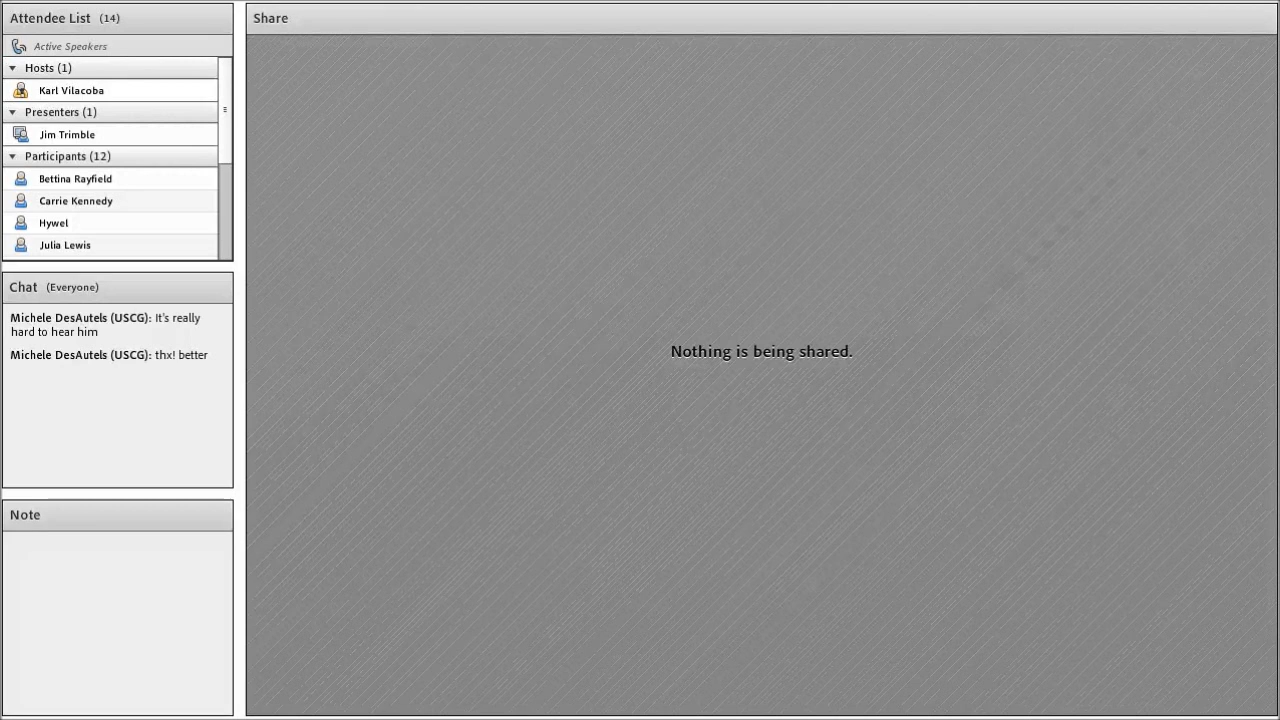 Attendee List (14)
Active Speakers
Hosts (1)
Karl Vilacoba
Presenters (1)
Jim Trimble
Participants (12)
Bettina Rayfield
Carrie Kennedy
Hywel
Julia Lewis
Chat (Everyone)
Michele DesAutels (USCG): It's really
hard to hear him
Michele DesAutels (USCG): thx! better
Note
Share
Nothing is being shared.